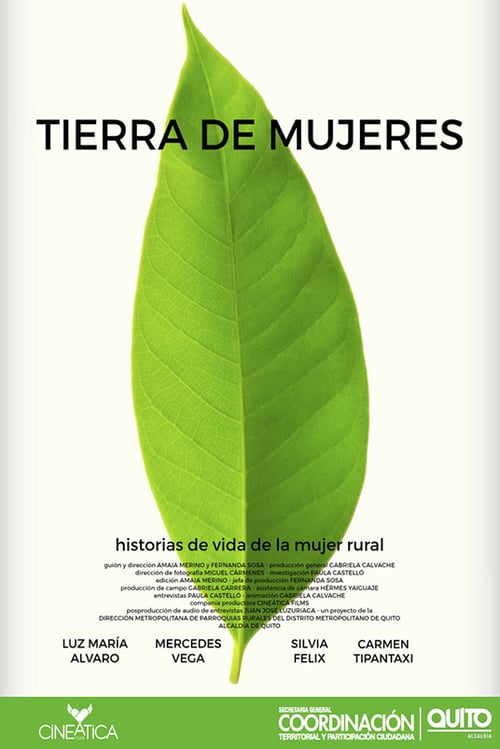 TIERRA DE MUJERES
historias de vida de la mujer rural
guión y dirección AMAIA MERINO y FERNANDA SOSA - producción general GABRIELA CALVACHE
dirección de fotografía MIGUEL CÁRMENES - investigación PAULA CASTELLÓ
edición AMAIA MERINO - jefa de producción FERNANDA SOSA
producción de campo GABRIELA CARRERA - asistencia de cámara HÉRMES YAIGUAJE
entrevistas PAULA CASTELLÓ - animación GABRIELA CALVACHE
compañia productora CINEÁTICA FILMS
posproducción de audio de entrevistas JUAN JOSÉ LUZURIAGA - un proyecto de la
DIRECCIÓN METROPOLITANA DE PARROQUIAS RURALES DEL DISTRITO METROPOLITANO DE QUITO
ALCALDÍA DE QUITO
LUZ MARÍA ALVARO
MERCEDES VEGA
SILVIA FELIX
CARMEN TIPANTAXI
CINEÁTICA
SECRETARÍA GENERAL
COORDINACIÓN
TERRITORIAL Y PARTICIPACIÓN CIUDADANA
QUITO
ALCALDÍA